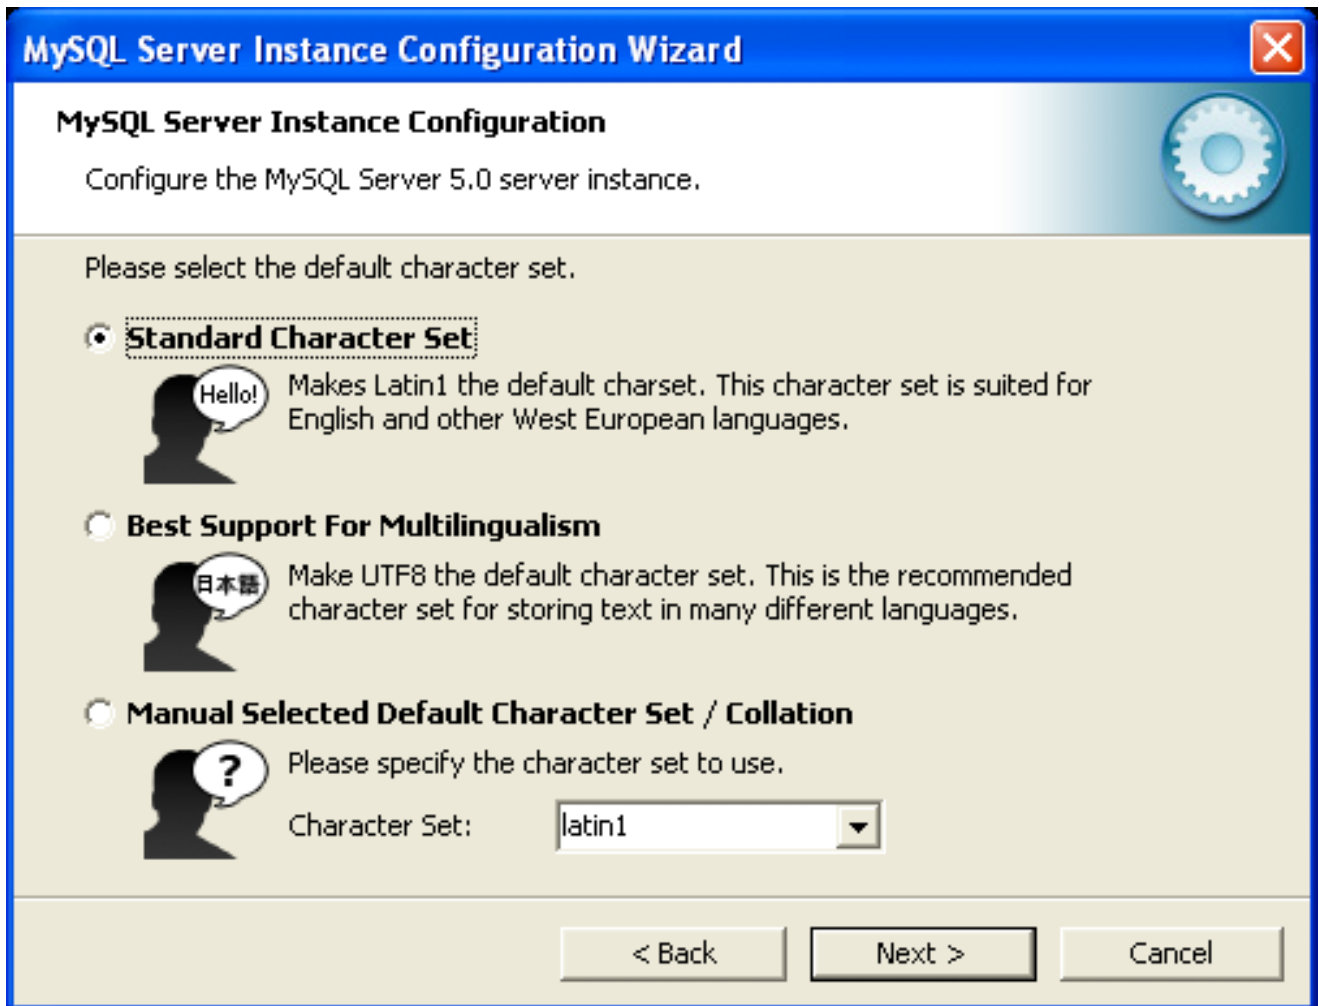 MySQL Server Instance Configuration Wizard
MySQL Server Instance Configuration
Configure the MySQL Server 5.0 server instance.
Please select the default character set.
Standard Character Set
Hello!
Makes Latin1 the default charset. This character set is suited for
English and other West European languages.
Best Support For Multilingualism
日本語
Make UTF8 the default character set. This is the recommended
character set for storing text in many different languages.
Manual Selected Default Character Set / Collation
?
Please specify the character set to use.
Character Set: latin1
< Back Next > Cancel